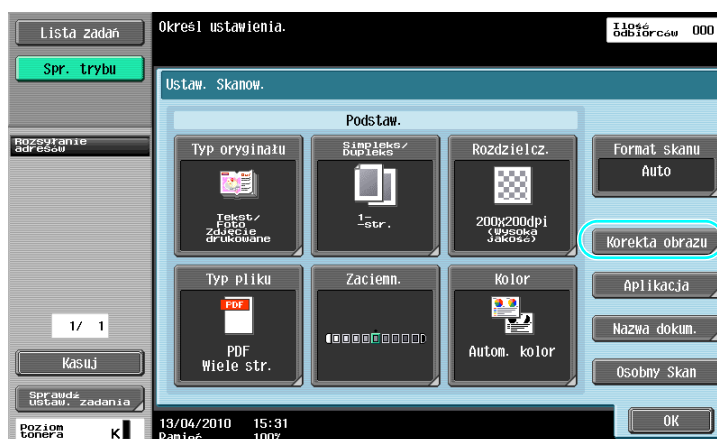 Lista zadań
Określ ustawienia.
Ilość
odbiorców 000
Spr. trybu
Ustaw. Skanow.
Podstaw.
Rozsyłanie
adresów
Typ oryginału
Simpleks/
Dupleks
Rozdzielcz.
Format skanu
Auto
Tekst/
Foto
Zdjęcie
drukowane
1-
-str.
200x200dpi
(Wysoka
jakość)
Korekta obrazu
Typ pliku
Zaciemn.
Kolor
Aplikacja
PDF
PDF
Wiele str.
Autom. kolor
Nazwa dokum.
1/ 1
Kasuj
Osobny Skan
Sprawdź
ustaw. zadania
OK
Poziom
tonera K
13/04/2010 15:31
Pamięć 100%